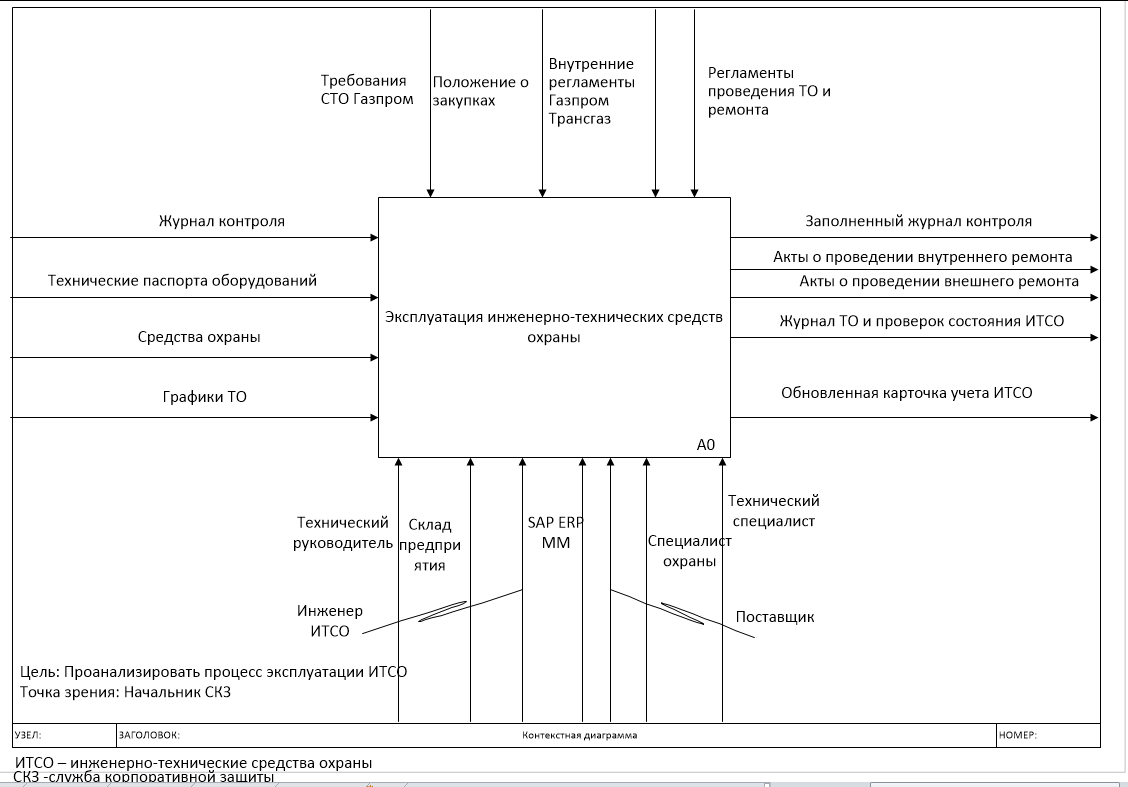 Требования
СТО Газпром
Положение о
закупках
Внутренние
регламенты
Газпром
Трансгаз
Регламенты
проведения ТО и
ремонта
Журнал контроля
Технические паспорта оборудований
Средства охраны
Графики ТО
Эксплуатация инженерно-технических средств
охраны
A0
Заполненный журнал контроля
Акты о проведении внутреннего ремонта
Акты о проведении внешнего ремонта
Журнал ТО и проверок состояния ИТСО
Обновленная карточка учета ИТСО
Технический
руководитель
Склад
предпри
ятия
SAP ERP
MM
Специалист
охраны
Технический
специалист
Инженер
ИТСО
Поставщик
Цель: Проанализировать процесс эксплуатации ИТСО
Точка зрения: Начальник СКЗ
УЗЕЛ:
ЗАГОЛОВОК:
Контекстная диаграмма
НОМЕР:
ИТСО – инженерно-технические средства охраны
СКЗ -служба корпоративной защиты